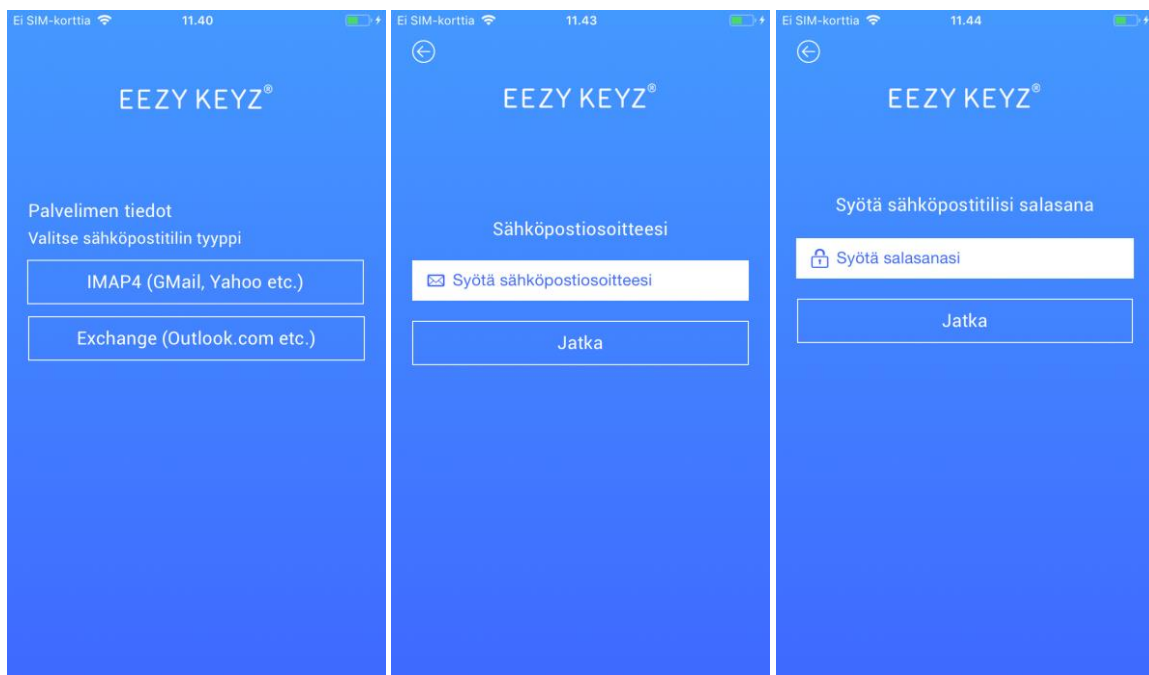 Ei SIM-korttia 11.40
EEZY KEYZ®
Palvelimen tiedot
Valitse sähköpostitilin tyyppi
IMAP4 (GMail, Yahoo etc.)
Exchange (Outlook.com etc.)
Ei SIM-korttia 11.43
EEZY KEYZ®
Sähköpostiosoitteesi
Syötä sähköpostiosoitteesi
Jatka
Ei SIM-korttia 11.44
EEZY KEYZ®
Syötä sähköpostitilisi salasana
Syötä salasanasi
Jatka